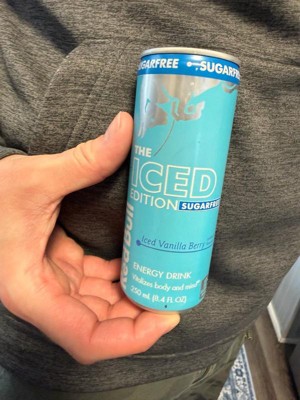 SUGARFREE
SUGARFREE
THE
ICED
EDITION SUGARFREE
Iced Vanilla Berry
ENERGY DRINK
Vitalizes body and mind®
250 ml (8.4 FL OZ)